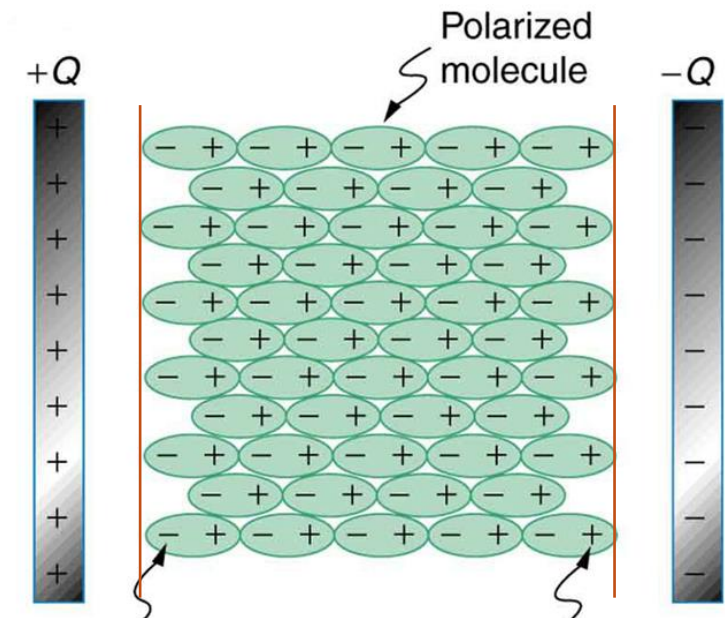 Polarized
molecule
+Q
−Q
+
+
+
+
+
+
+
+
+
−
−
−
−
−
−
−
−
−
− + − + − + − + − +
− + − + − + − +
− + − + − + − + − +
− + − + − + − +
− + − + − + − + − +
− + − + − + − +
− + − + − + − + − +
− + − + − + − +
− + − + − + − + − +
− + − + − + − +
− + − + − + − + − +